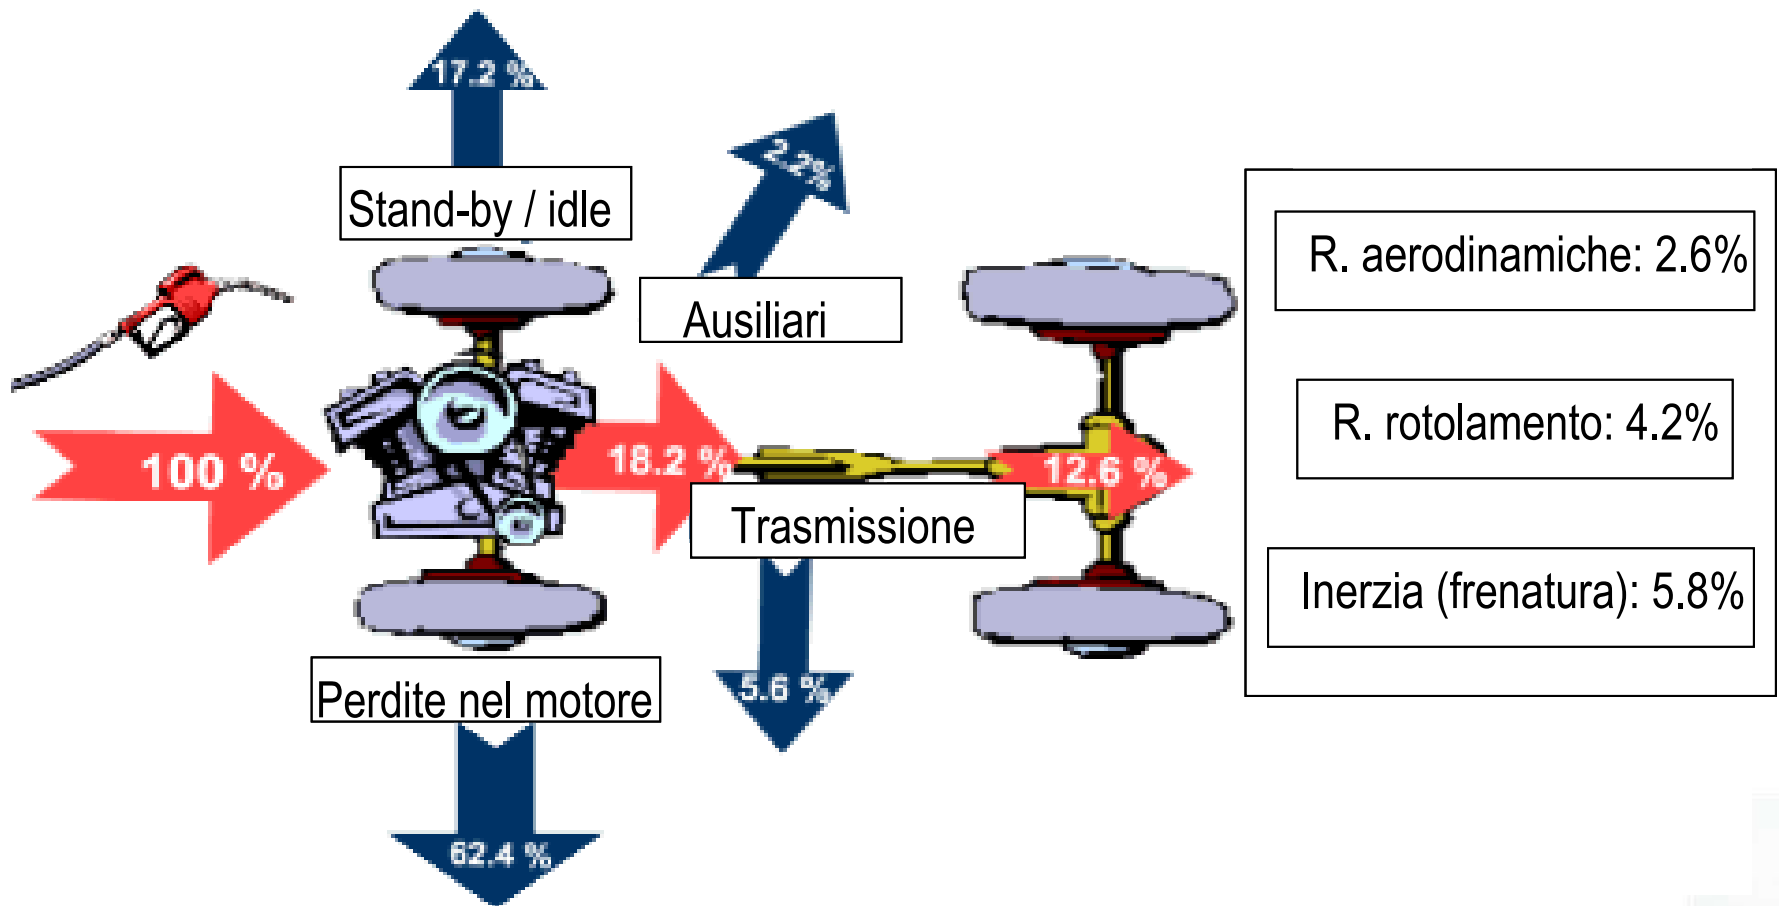 17.2 %
2.2%
Stand-by / idle
R. aerodinamiche: 2.6%
Ausiliari
R. rotolamento: 4.2%
100 %
18.2 %
12.6 %
Trasmissione
Inerzia (frenatura): 5.8%
5.6 %
Perdite nel motore
62.4 %